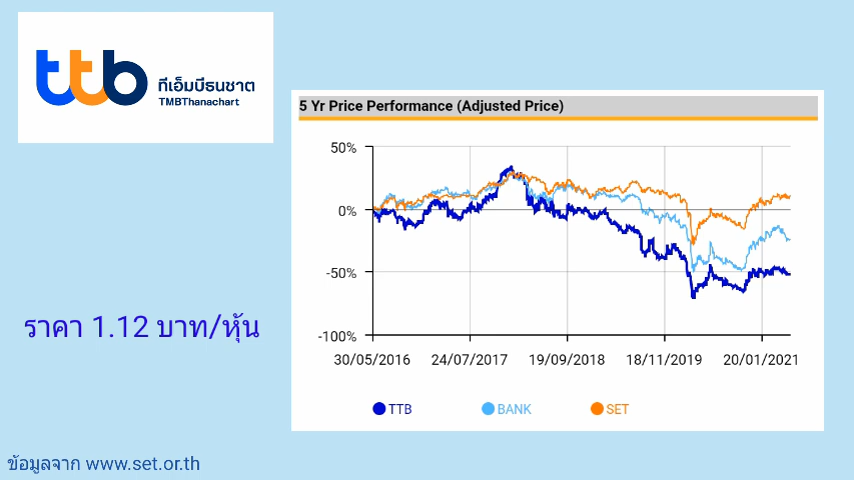 ttb
ทีเอ็มบีธนชาต
TMBThanachart
5 Yr Price Performance (Adjusted Price)
50%
0%
-50%
-100%
30/05/2016 24/07/2017 19/09/2018 18/11/2019 20/01/2021
TTB BANK SET
ราคา 1.12 บาท/หุ้น
ข้อมูลจาก www.set.or.th